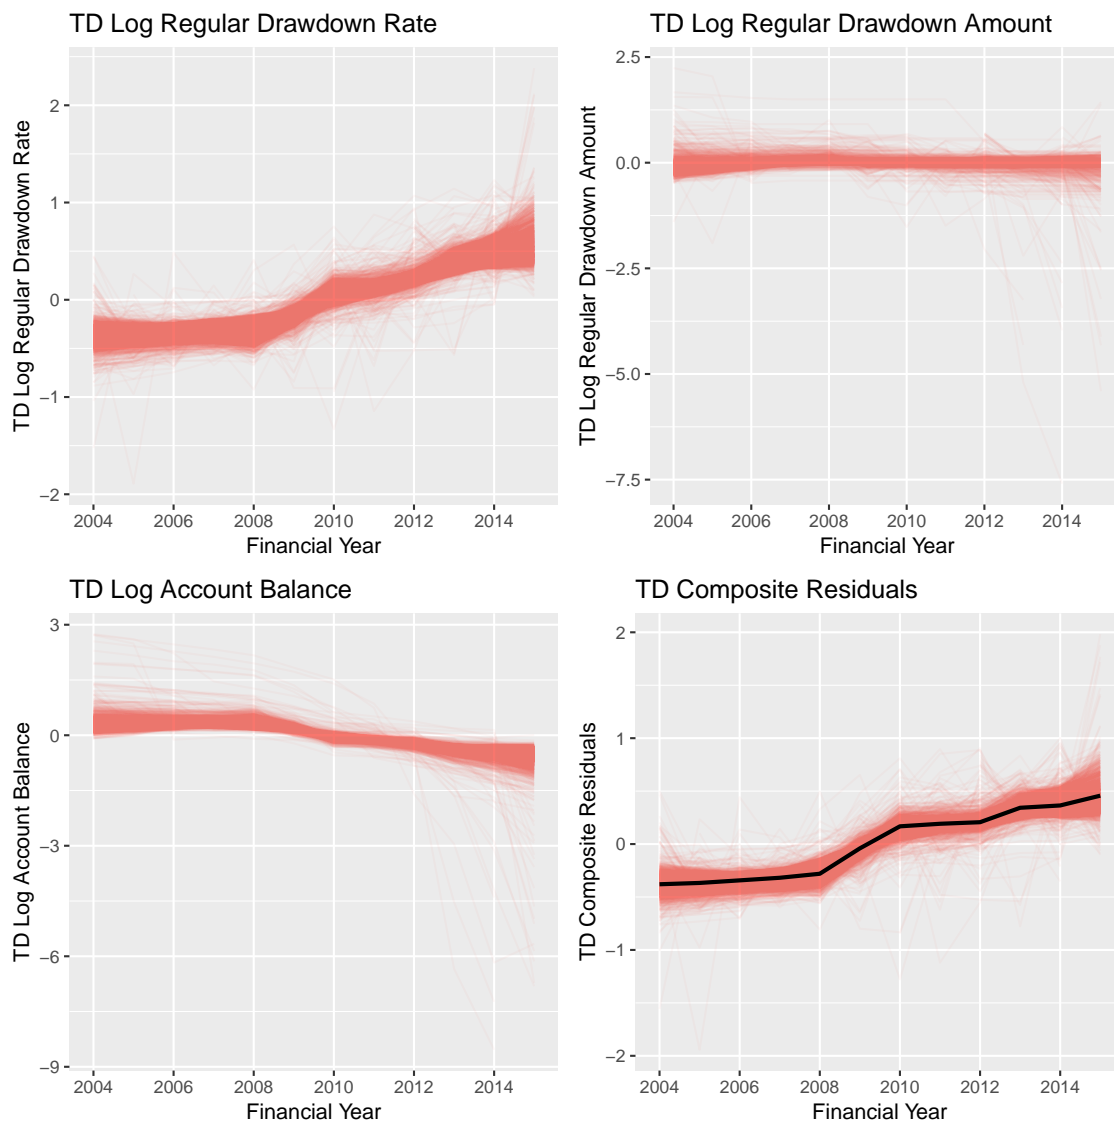 TD Log Regular Drawdown Rate
TD Log Regular Drawdown Rate
2
1
0
−1
−2
2004 2006 2008 2010 2012 2014
Financial Year
TD Log Regular Drawdown Amount
TD Log Regular Drawdown Amount
2.5
0.0
−2.5
−5.0
−7.5
2004 2006 2008 2010 2012 2014
Financial Year
TD Log Account Balance
TD Log Account Balance
3
0
−3
−6
−9
2004 2006 2008 2010 2012 2014
Financial Year
TD Composite Residuals
TD Composite Residuals
2
1
0
−1
−2
2004 2006 2008 2010 2012 2014
Financial Year